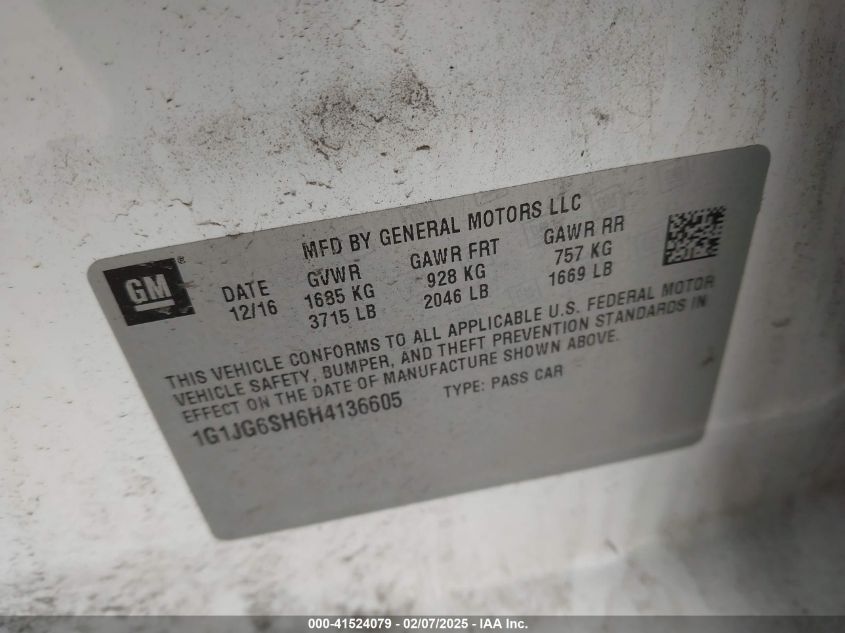 MFD BY GENERAL MOTORS LLC
GM®
DATE GVWR GAWR FRT GAWR RR
12/16 1685 KG 928 KG 757 KG
3715 LB 2046 LB 1669 LB
THIS VEHICLE CONFORMS TO ALL APPLICABLE U.S. FEDERAL MOTOR
VEHICLE SAFETY, BUMPER, AND THEFT PREVENTION STANDARDS IN
EFFECT ON THE DATE OF MANUFACTURE SHOWN ABOVE.
1G1JG6SH6H4136605 TYPE: PASS CAR
000-41524079 - 02/07/2025 - IAA Inc.